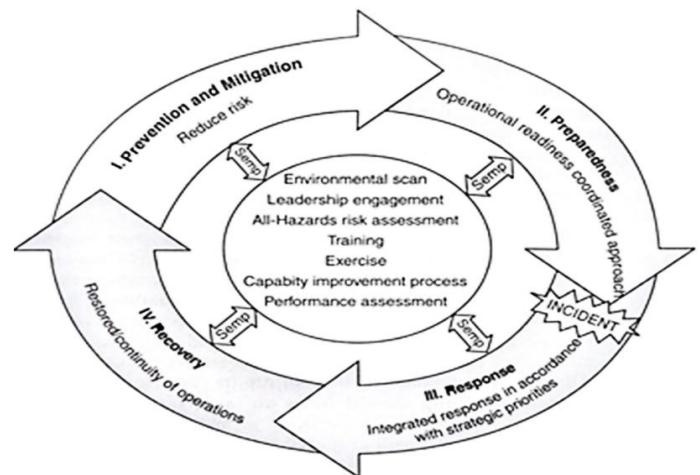 I. Prevention and Mitigation
Reduce risk
II. Preparedness
Operational readiness coordinated approach
INCIDENT
III. Response
Integrated response in accordance
with strategic priorities
IV. Recovery
Restored/continuity of operations
Semp
Semp
Semp
Semp
Environmental scan
Leadership engagement
All-Hazards risk assessment
Training
Exercise
Capabity improvement process
Performance assessment